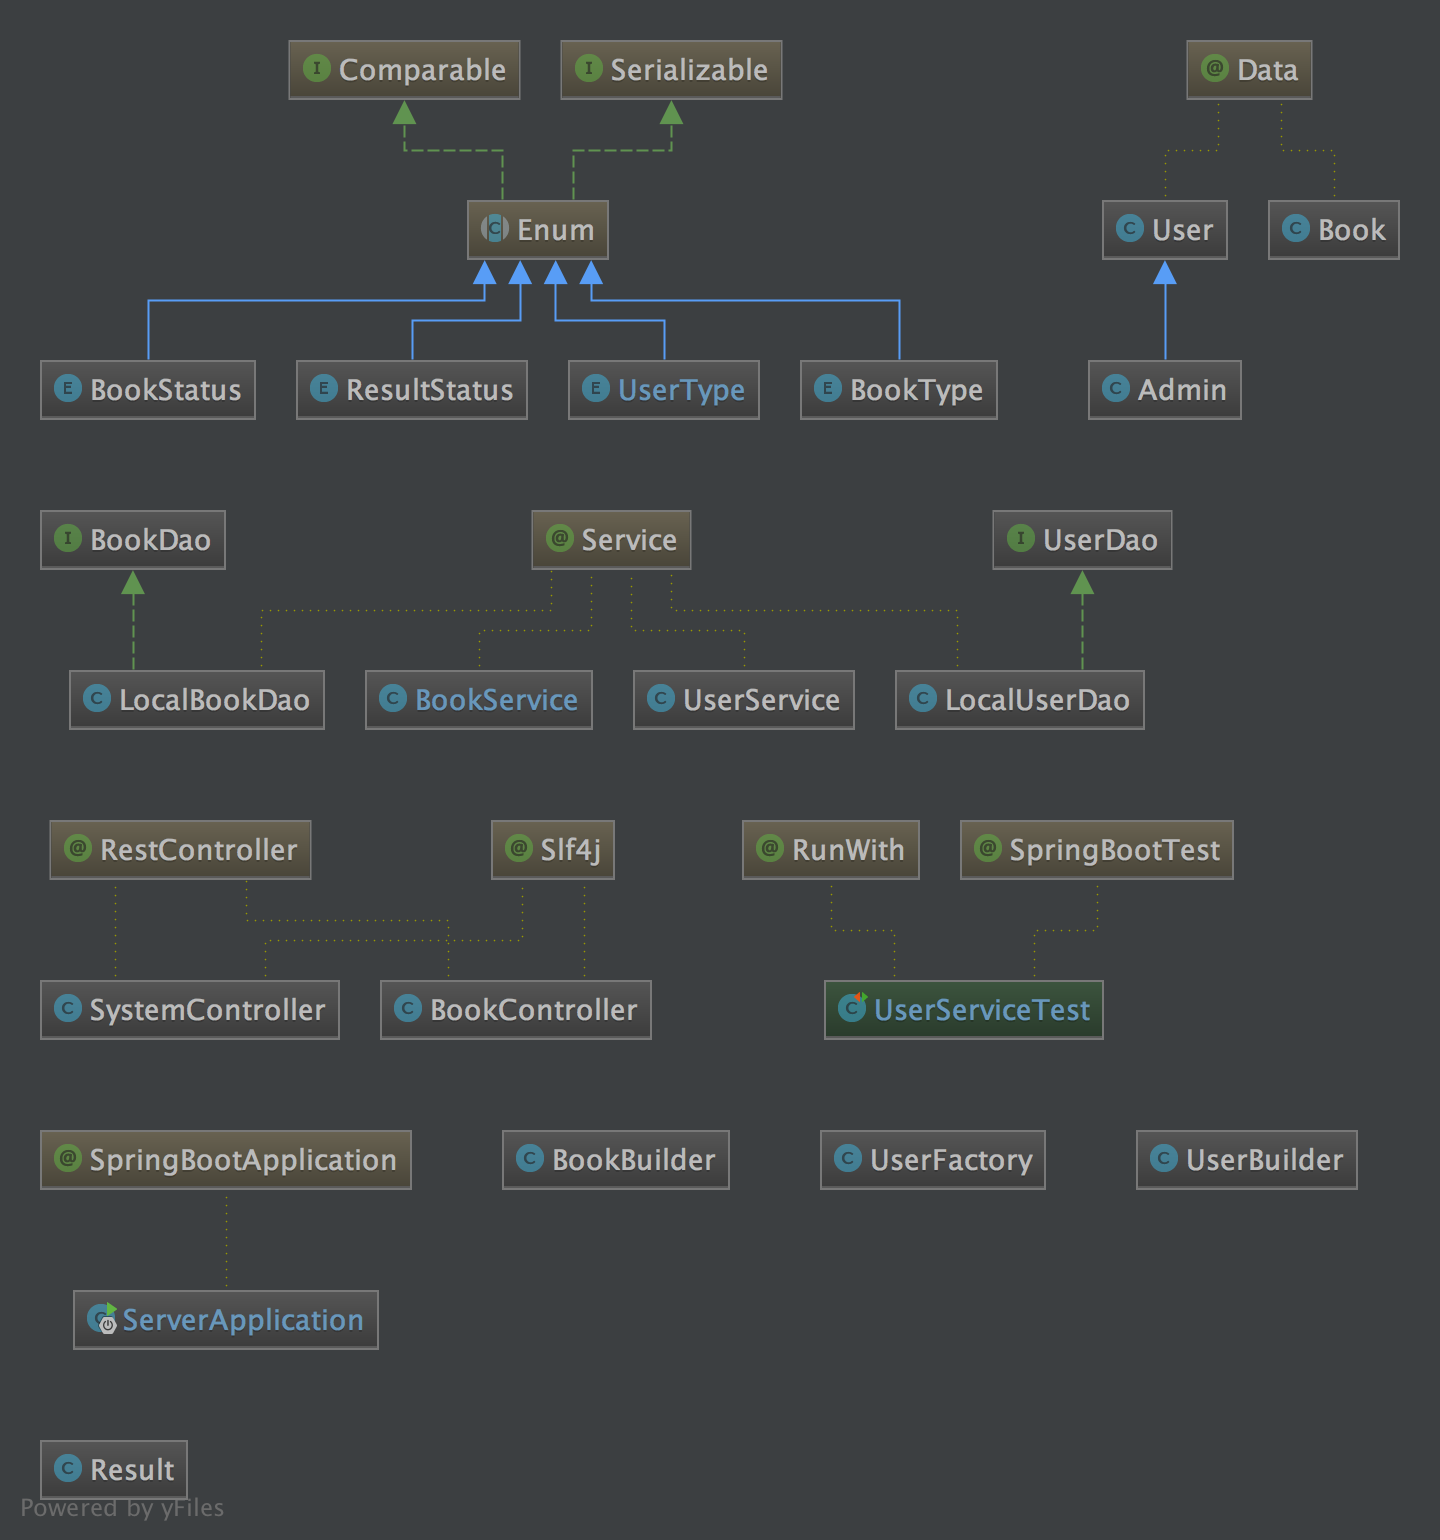 Comparable Serializable Data
Enum User Book
BookStatus ResultStatus UserType BookType Admin
BookDao Service UserDao
LocalBookDao BookService UserService LocalUserDao
RestController Slf4j RunWith SpringBootTest
SystemController BookController UserServiceTest
SpringBootApplication BookBuilder UserFactory UserBuilder
ServerApplication
Result
Powered by yFiles